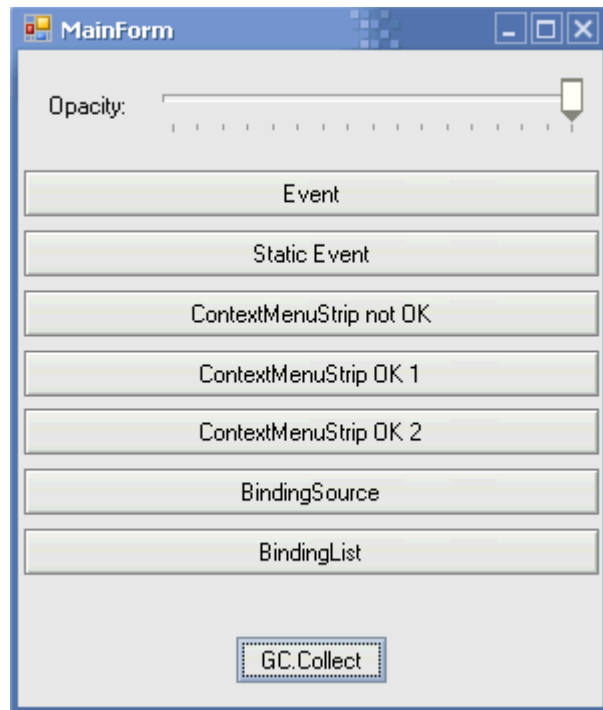 MainForm
Opacity:
Event
Static Event
ContextMenuStrip not OK
ContextMenuStrip OK 1
ContextMenuStrip OK 2
BindingSource
BindingList
GC.Collect